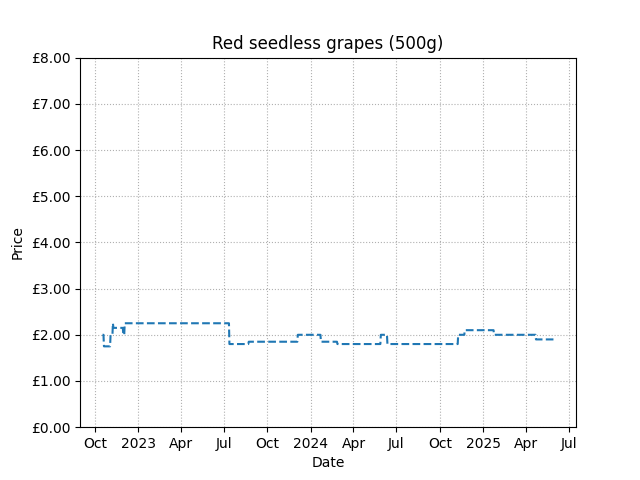 Red seedless grapes (500g)
£8.00
£7.00
£6.00
£5.00
£4.00
£3.00
£2.00
£1.00
£0.00
Price
Oct 2023 Apr Jul Oct 2024 Apr Jul Oct 2025 Apr Jul
Date